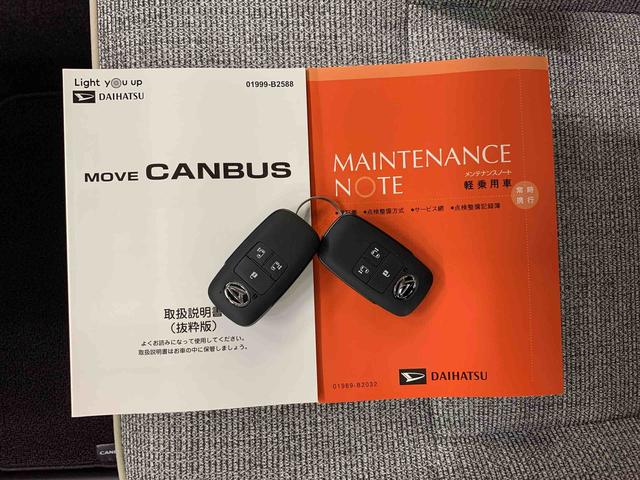 Light you up
DAIHATSU
01999-B2588
MOVE CANBUS
取扱説明書
(抜粋版)
よくお読みになって使用してください。
取扱説明書はお車の中に保管しましょう。
MAINTENANCE
NOTE
メンテナンスノート
軽乗用車
常時
携行
◆点検整備方式 ◆サービス網 ◆点検整備記録簿
01989-B2032
DAIHATSU